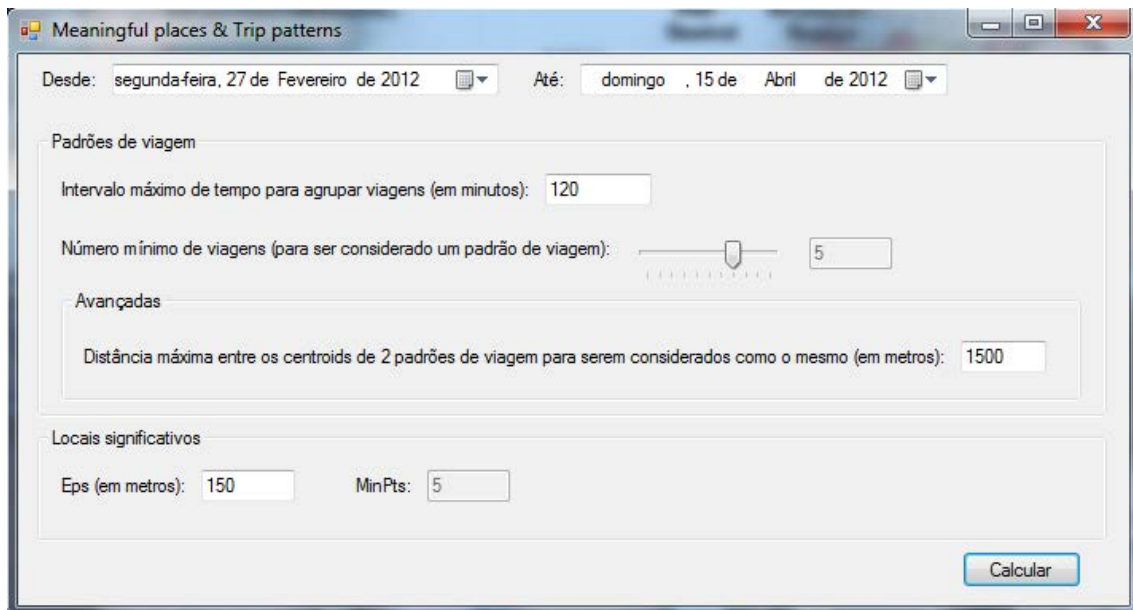 Meaningful places & Trip patterns
Desde: segunda-feira, 27 de Fevereiro de 2012 Até: domingo , 15 de Abril de 2012
Padrões de viagem
Intervalo máximo de tempo para agrupar viagens (em minutos): 120
Número mínimo de viagens (para ser considerado um padrão de viagem): 5
Avançadas
Distância máxima entre os centroids de 2 padrões de viagem para serem considerados como o mesmo (em metros): 1500
Locais significativos
Eps (em metros): 150 MinPts: 5
Calcular